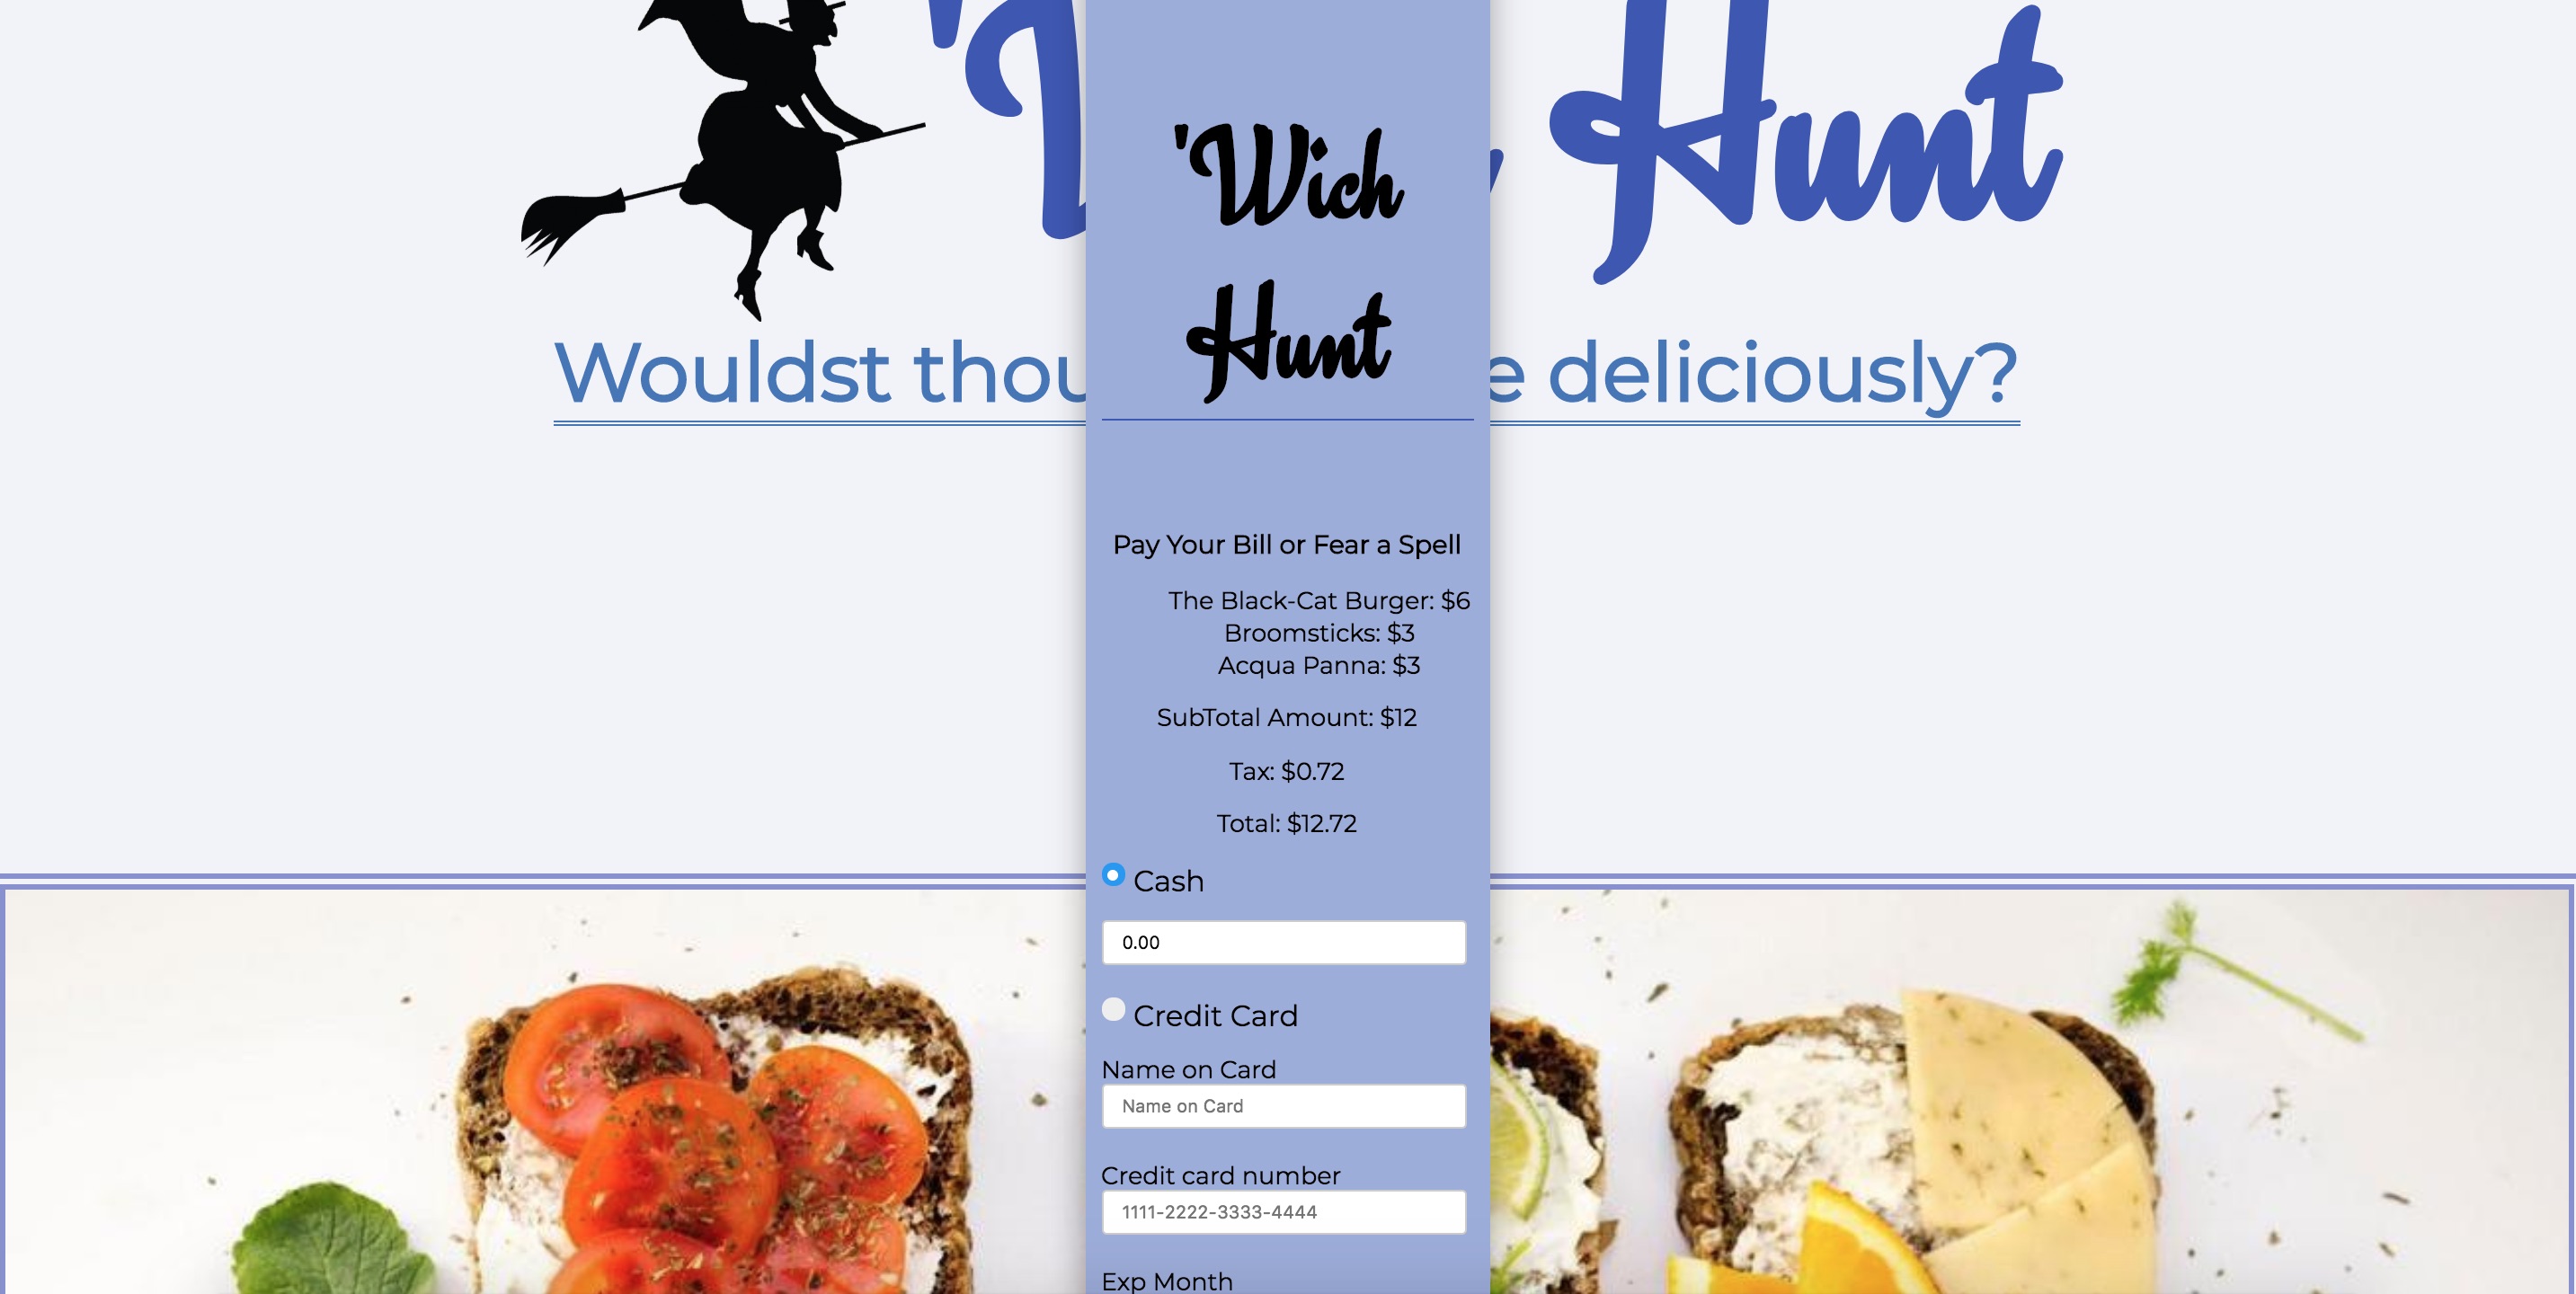 'Wich
Hunt
Hunt
Wouldst thou
deliciously?
Pay Your Bill or Fear a Spell
The Black-Cat Burger: $6
Broomsticks: $3
Acqua Panna: $3
SubTotal Amount: $12
Tax: $0.72
Total: $12.72
Cash
0.00
Credit Card
Name on Card
Name on Card
Credit card number
1111-2222-3333-4444
Exp Month